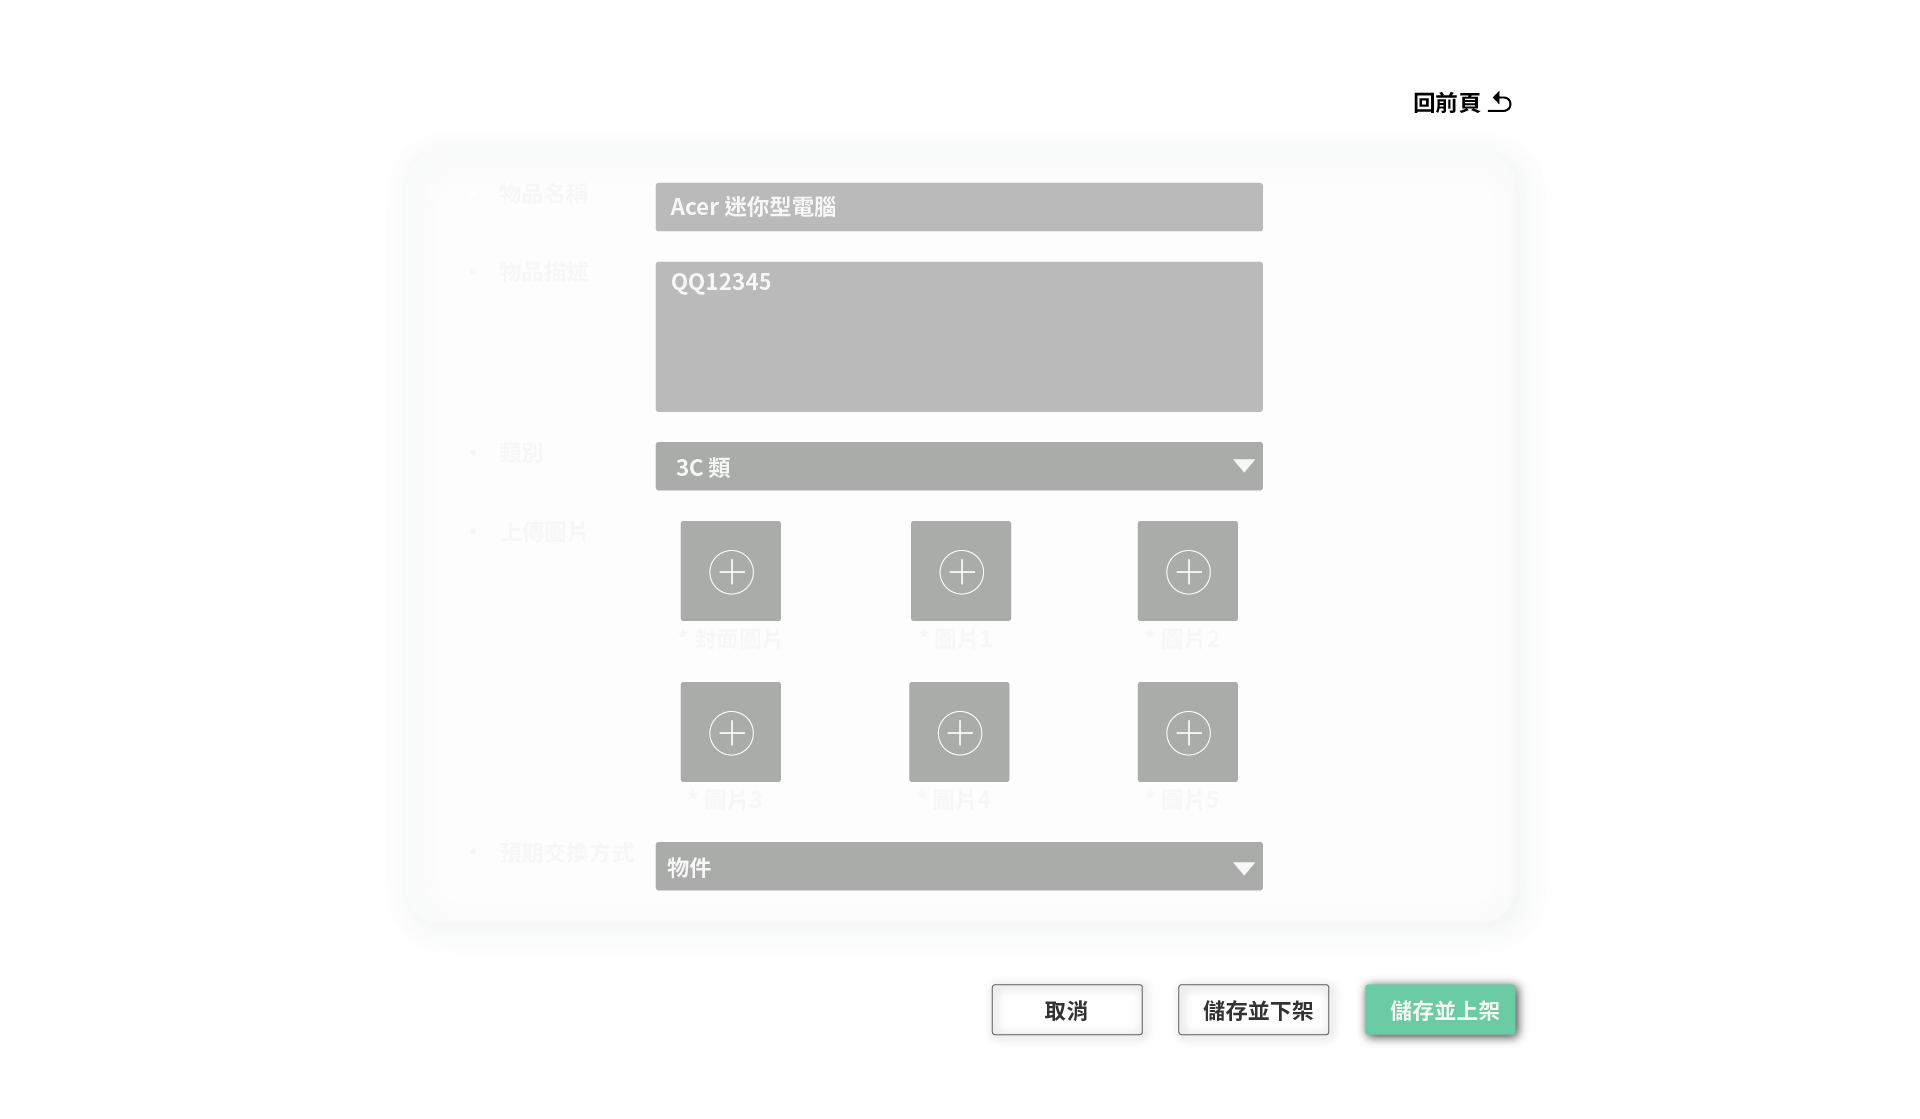 回前頁
物品名稱
Acer 迷你型電腦
• 物品描述
QQ12345
• 類別
3C 類
• 上傳圖片
* 封面圖片
* 圖片1
* 圖片2
* 圖片3
* 圖片4
* 圖片5
• 預期交換方式
物件
取消
儲存並下架
儲存並上架